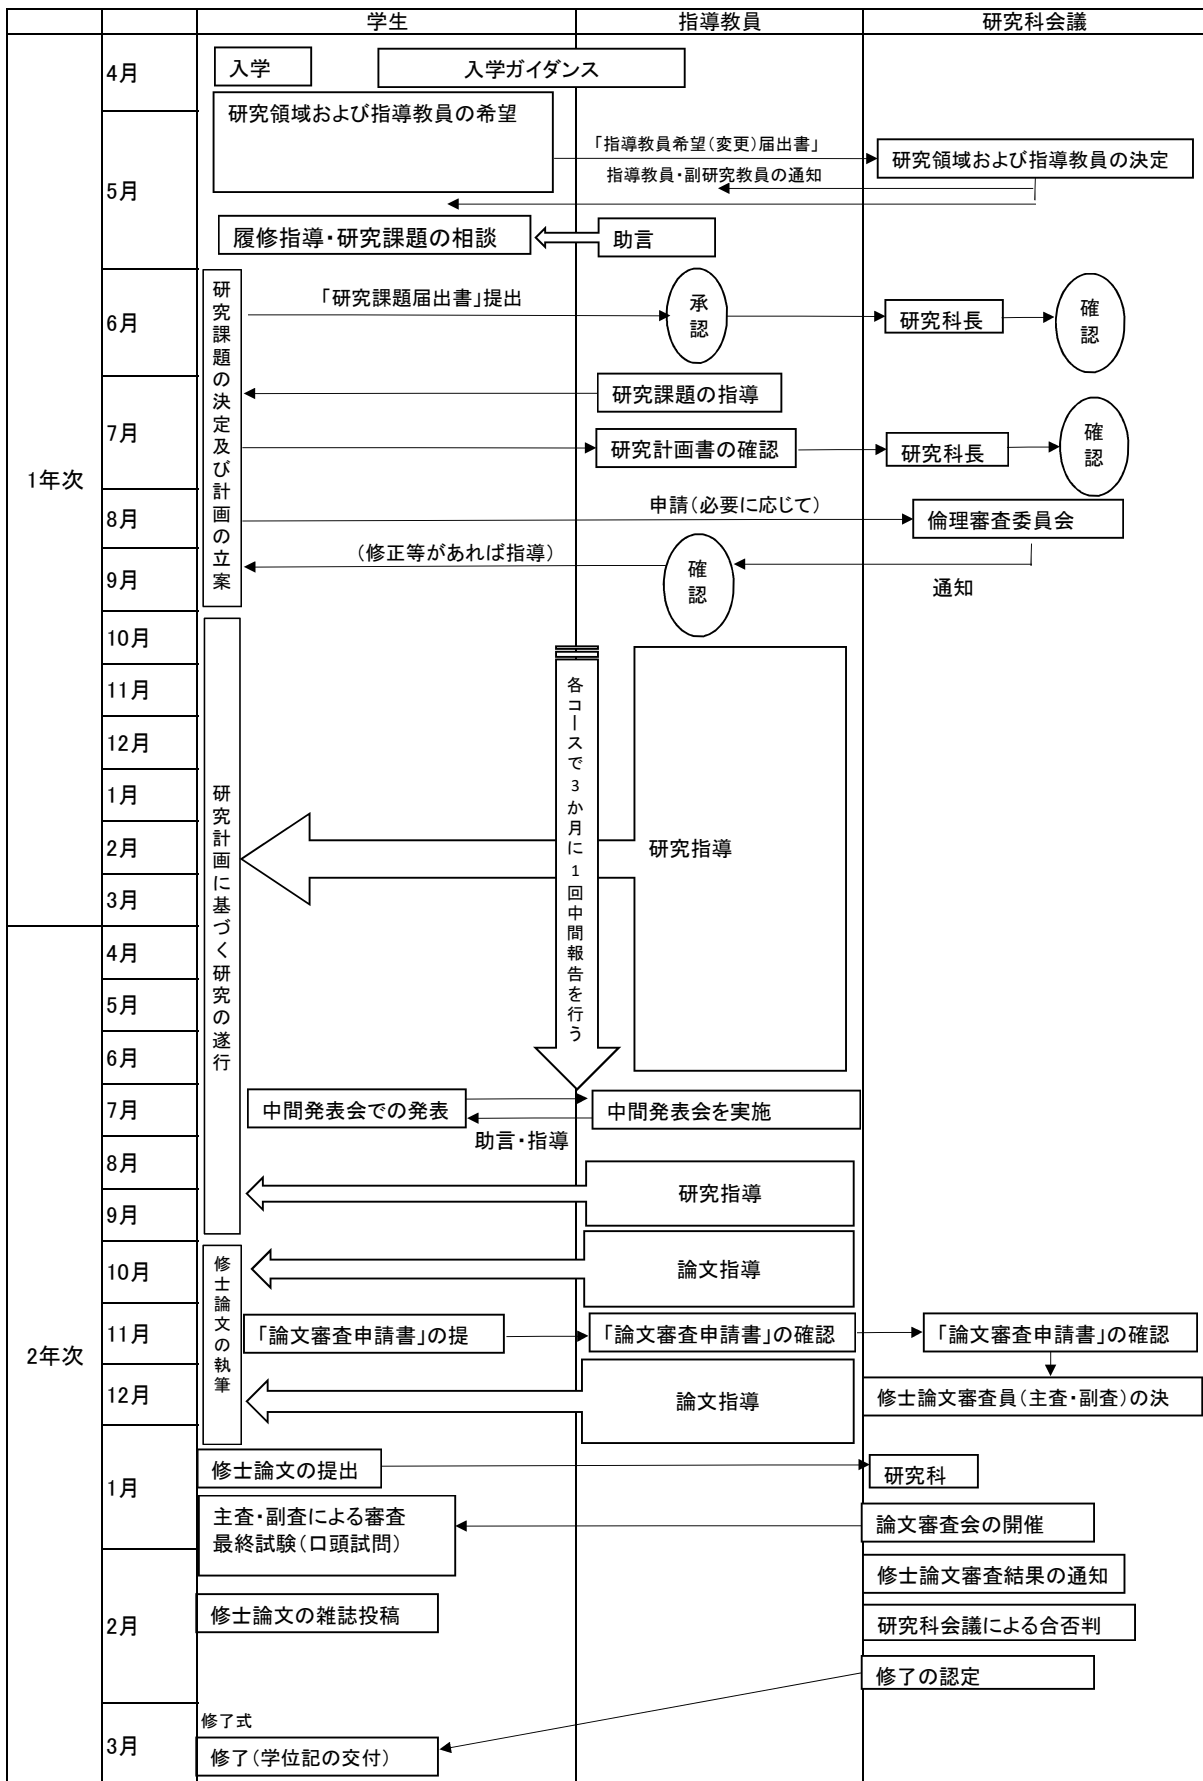 学生
指導教員
研究科会議
1年次
4月
入学
入学ガイダンス
研究領域および指導教員の希望
5月
「指導教員希望(変更)届出書」
研究領域および指導教員の決定
指導教員・副研究教員の通知
履修指導・研究課題の相談
助言
研究課題の決定及び計画の立案
6月
「研究課題届出書」提出
承認
研究科長
確認
研究課題の指導
7月
研究計画書の確認
研究科長
確認
8月
申請(必要に応じて)
倫理審査委員会
9月
(修正等があれば指導)
確認
通知
10月
11月
12月
1月
2月
3月
研究計画に基づく研究の遂行
各コースで3か月に1回中間報告を行う
研究指導
2年次
4月
5月
6月
7月
中間発表会での発表
中間発表会を実施
助言・指導
8月
研究指導
9月
修士論文の執筆
10月
論文指導
11月
「論文審査申請書」の提
「論文審査申請書」の確認
「論文審査申請書」の確認
12月
論文指導
修士論文審査員(主査・副査)の決
1月
修士論文の提出
研究科
主査・副査による審査
最終試験(口頭試問)
論文審査会の開催
修士論文審査結果の通知
2月
修士論文の雑誌投稿
研究科会議による合否判
修了の認定
3月
修了式
修了(学位記の交付)